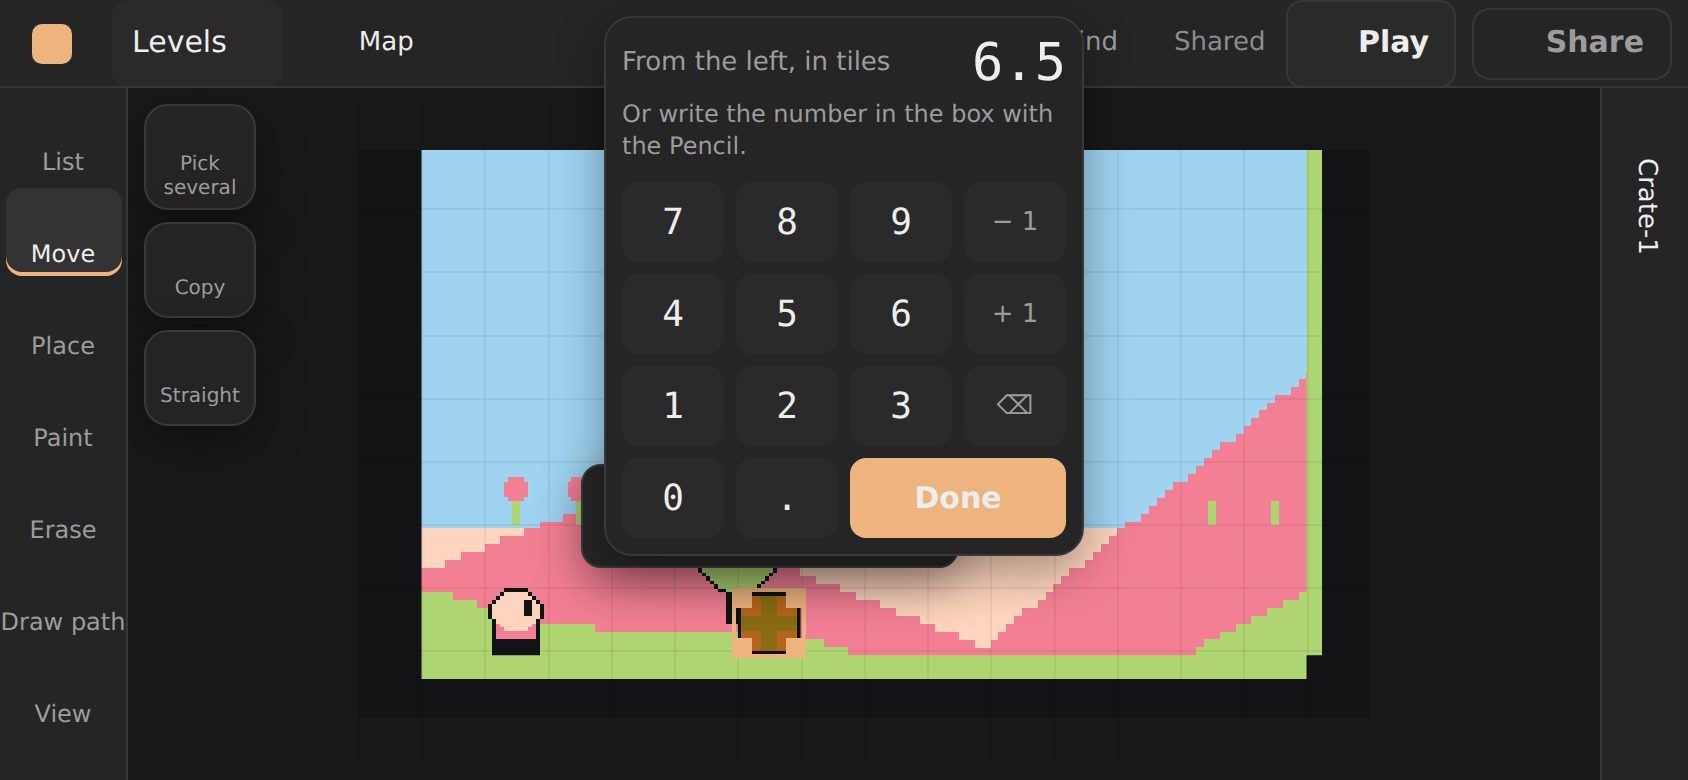 Levels
Map
Shared
Play
Share
From the left, in tiles
6.5
Or write the number in the box with
the Pencil.
7 8 9 − 1
4 5 6 + 1
1 2 3 ⌫
0 . Done
List
Move
Place
Paint
Erase
Draw path
View
Pick
several
Copy
Straight
Crate-1